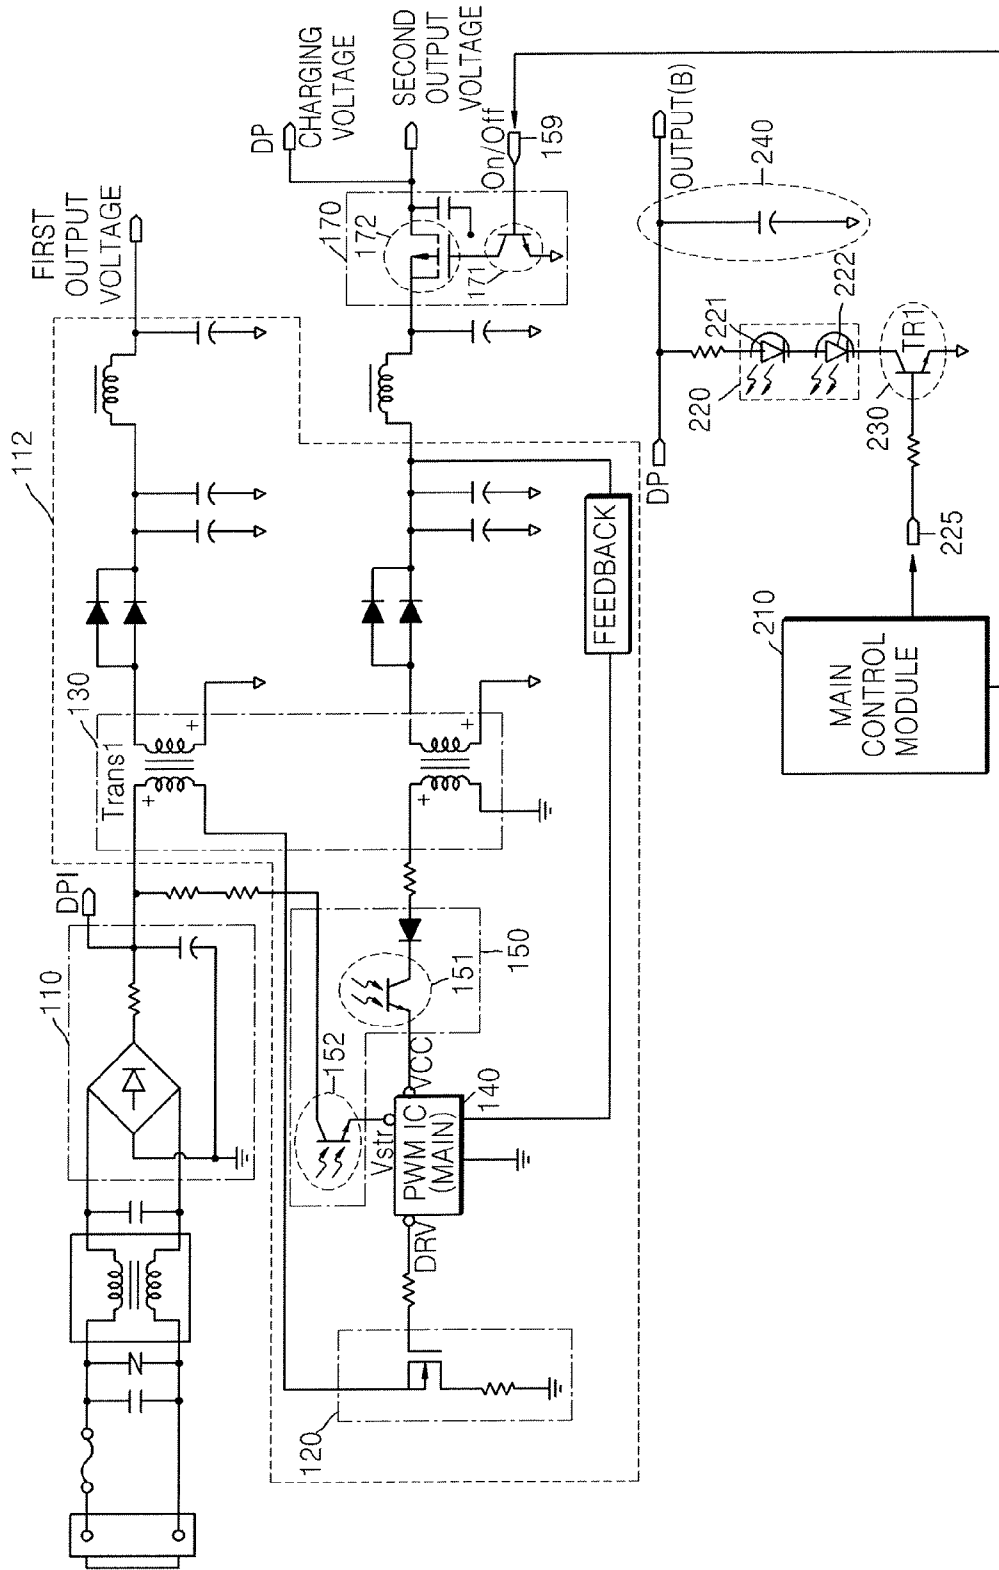 112
FIRST
OUTPUT
VOLTAGE
130
Trans1
DPI
110
DP
CHARGING
VOLTAGE
SECOND
OUTPUT
VOLTAGE
170
172
171
On/Off
159
152
151
150
Vstr
VCC
PWM IC
(MAIN)
140
DRV
120
FEEDBACK
DP
OUTPUT(B)
240
220
221
222
TR1
230
225
210
MAIN
CONTROL
MODULE